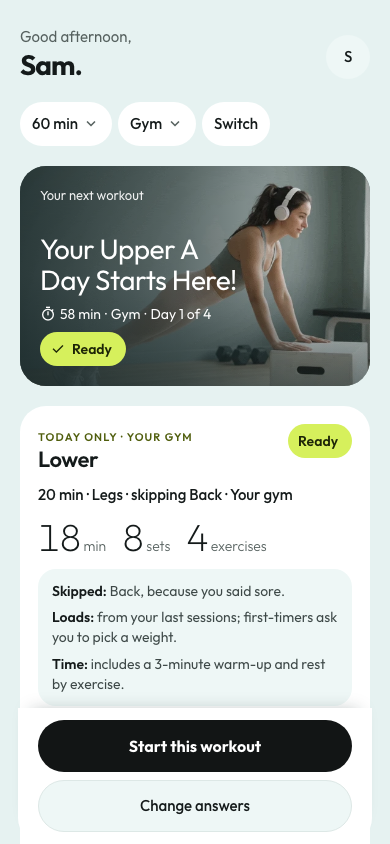 Good afternoon,
Sam.
S
60 min
Gym
Switch
Your next workout
Your Upper A
Day Starts Here!
58 min · Gym · Day 1 of 4
Ready
TODAY ONLY · YOUR GYM
Ready
Lower
20 min · Legs · skipping Back · Your gym
18 min 8 sets 4 exercises
Skipped: Back, because you said sore.
Loads: from your last sessions; first-timers ask
you to pick a weight.
Time: includes a 3-minute warm-up and rest
by exercise.
Start this workout
Change answers